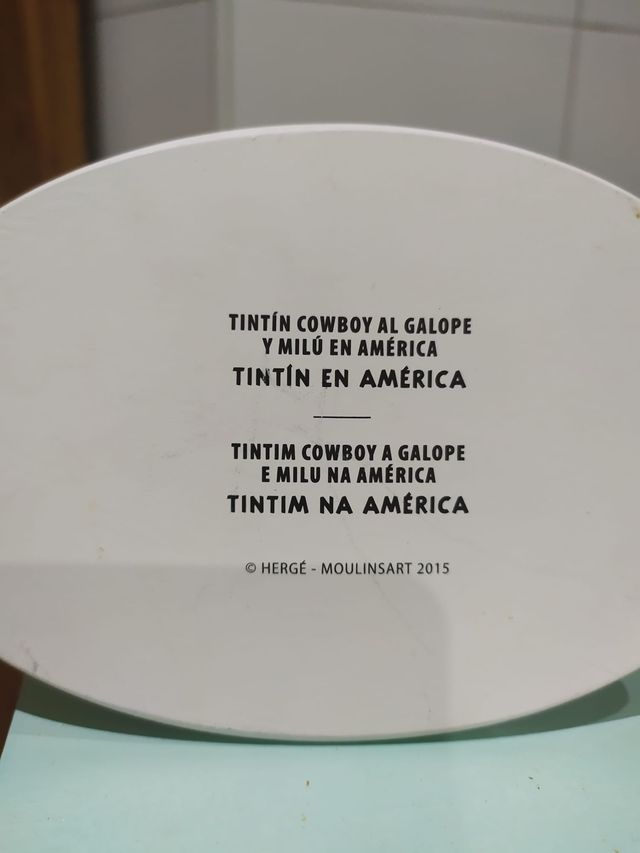 TINTÍN COWBOY AL GALOPE
Y MILÚ EN AMÉRICA
TINTÍN EN AMÉRICA
TINTIM COWBOY A GALOPE
E MILU NA AMÉRICA
TINTIM NA AMÉRICA
© HERGÉ - MOULINSART 2015